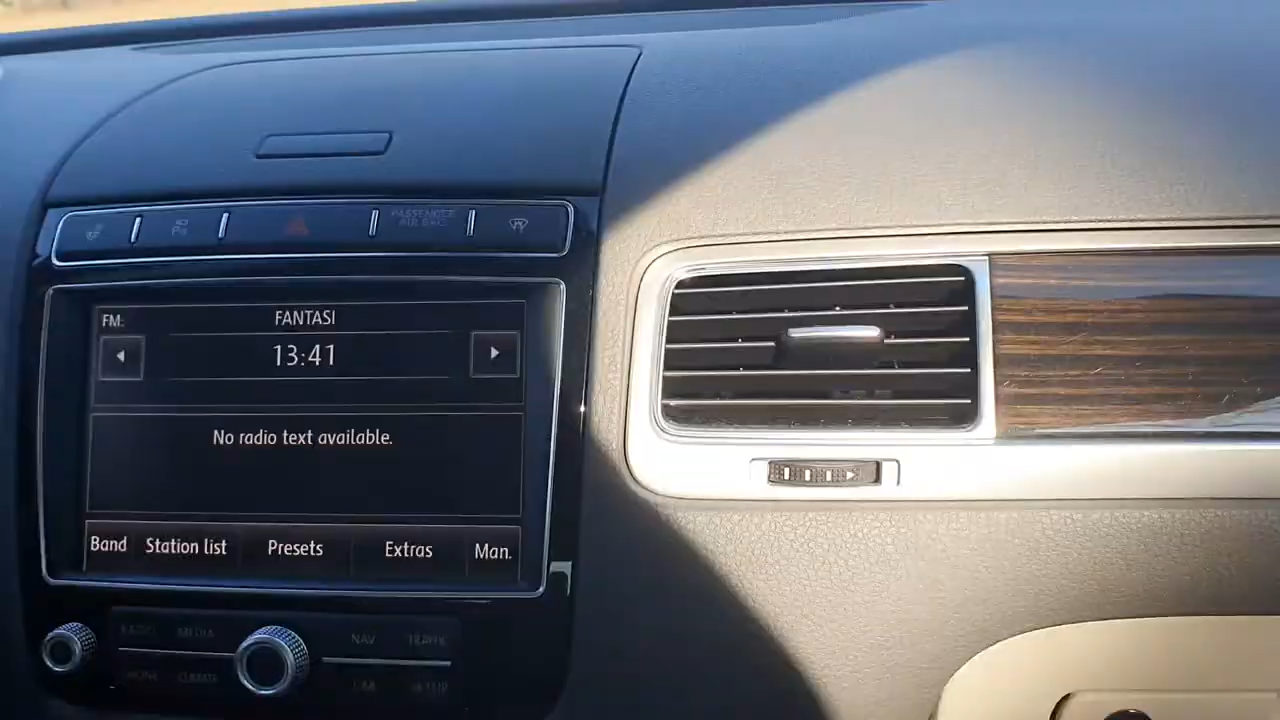 PASSENGER
AIR BAG
FM:
FANTASI
13:41
No radio text available.
Band Station list Presets Extras Man.
RADIO MEDIA NAV TRAFFIC
PHONE CLIMATE CAR SETUP